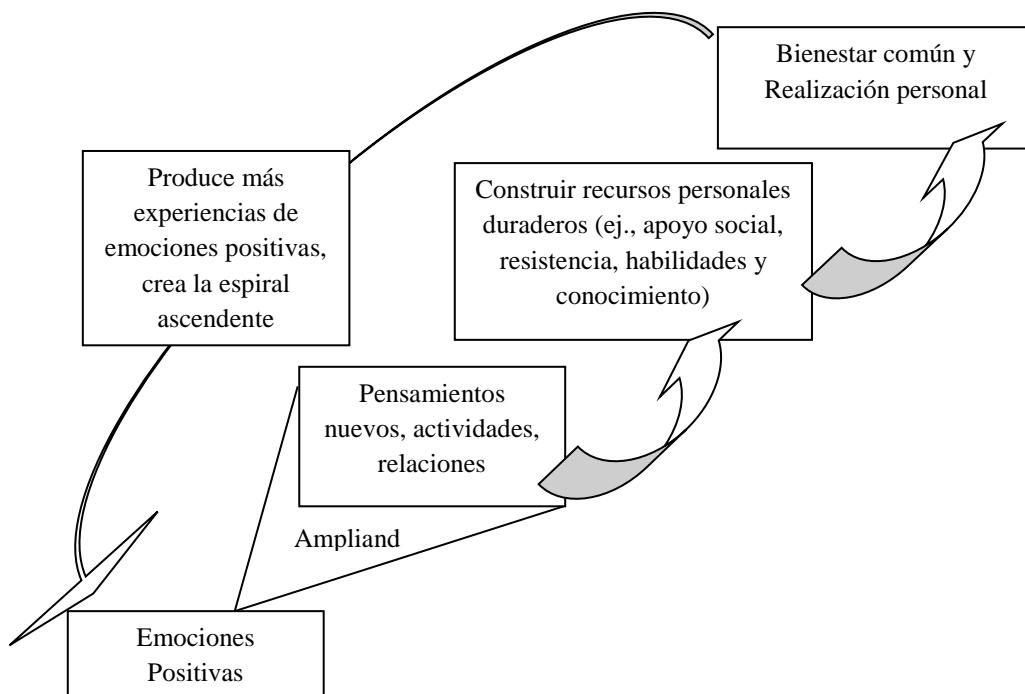 Bienestar común y
Realización personal
Produce más
experiencias de
emociones positivas,
crea la espiral
ascendente
Construir recursos personales
duraderos (ej., apoyo social,
resistencia, habilidades y
conocimiento)
Pensamientos
nuevos, actividades,
relaciones
Ampliand
Emociones
Positivas